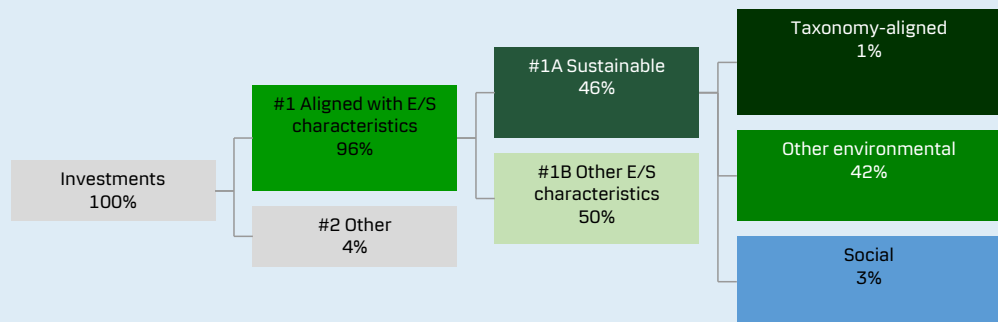 Investments
100%
#1 Aligned with E/S
characteristics
96%
#2 Other
4%
#1A Sustainable
46%
#1B Other E/S
characteristics
50%
Taxonomy-aligned
1%
Other environmental
42%
Social
3%